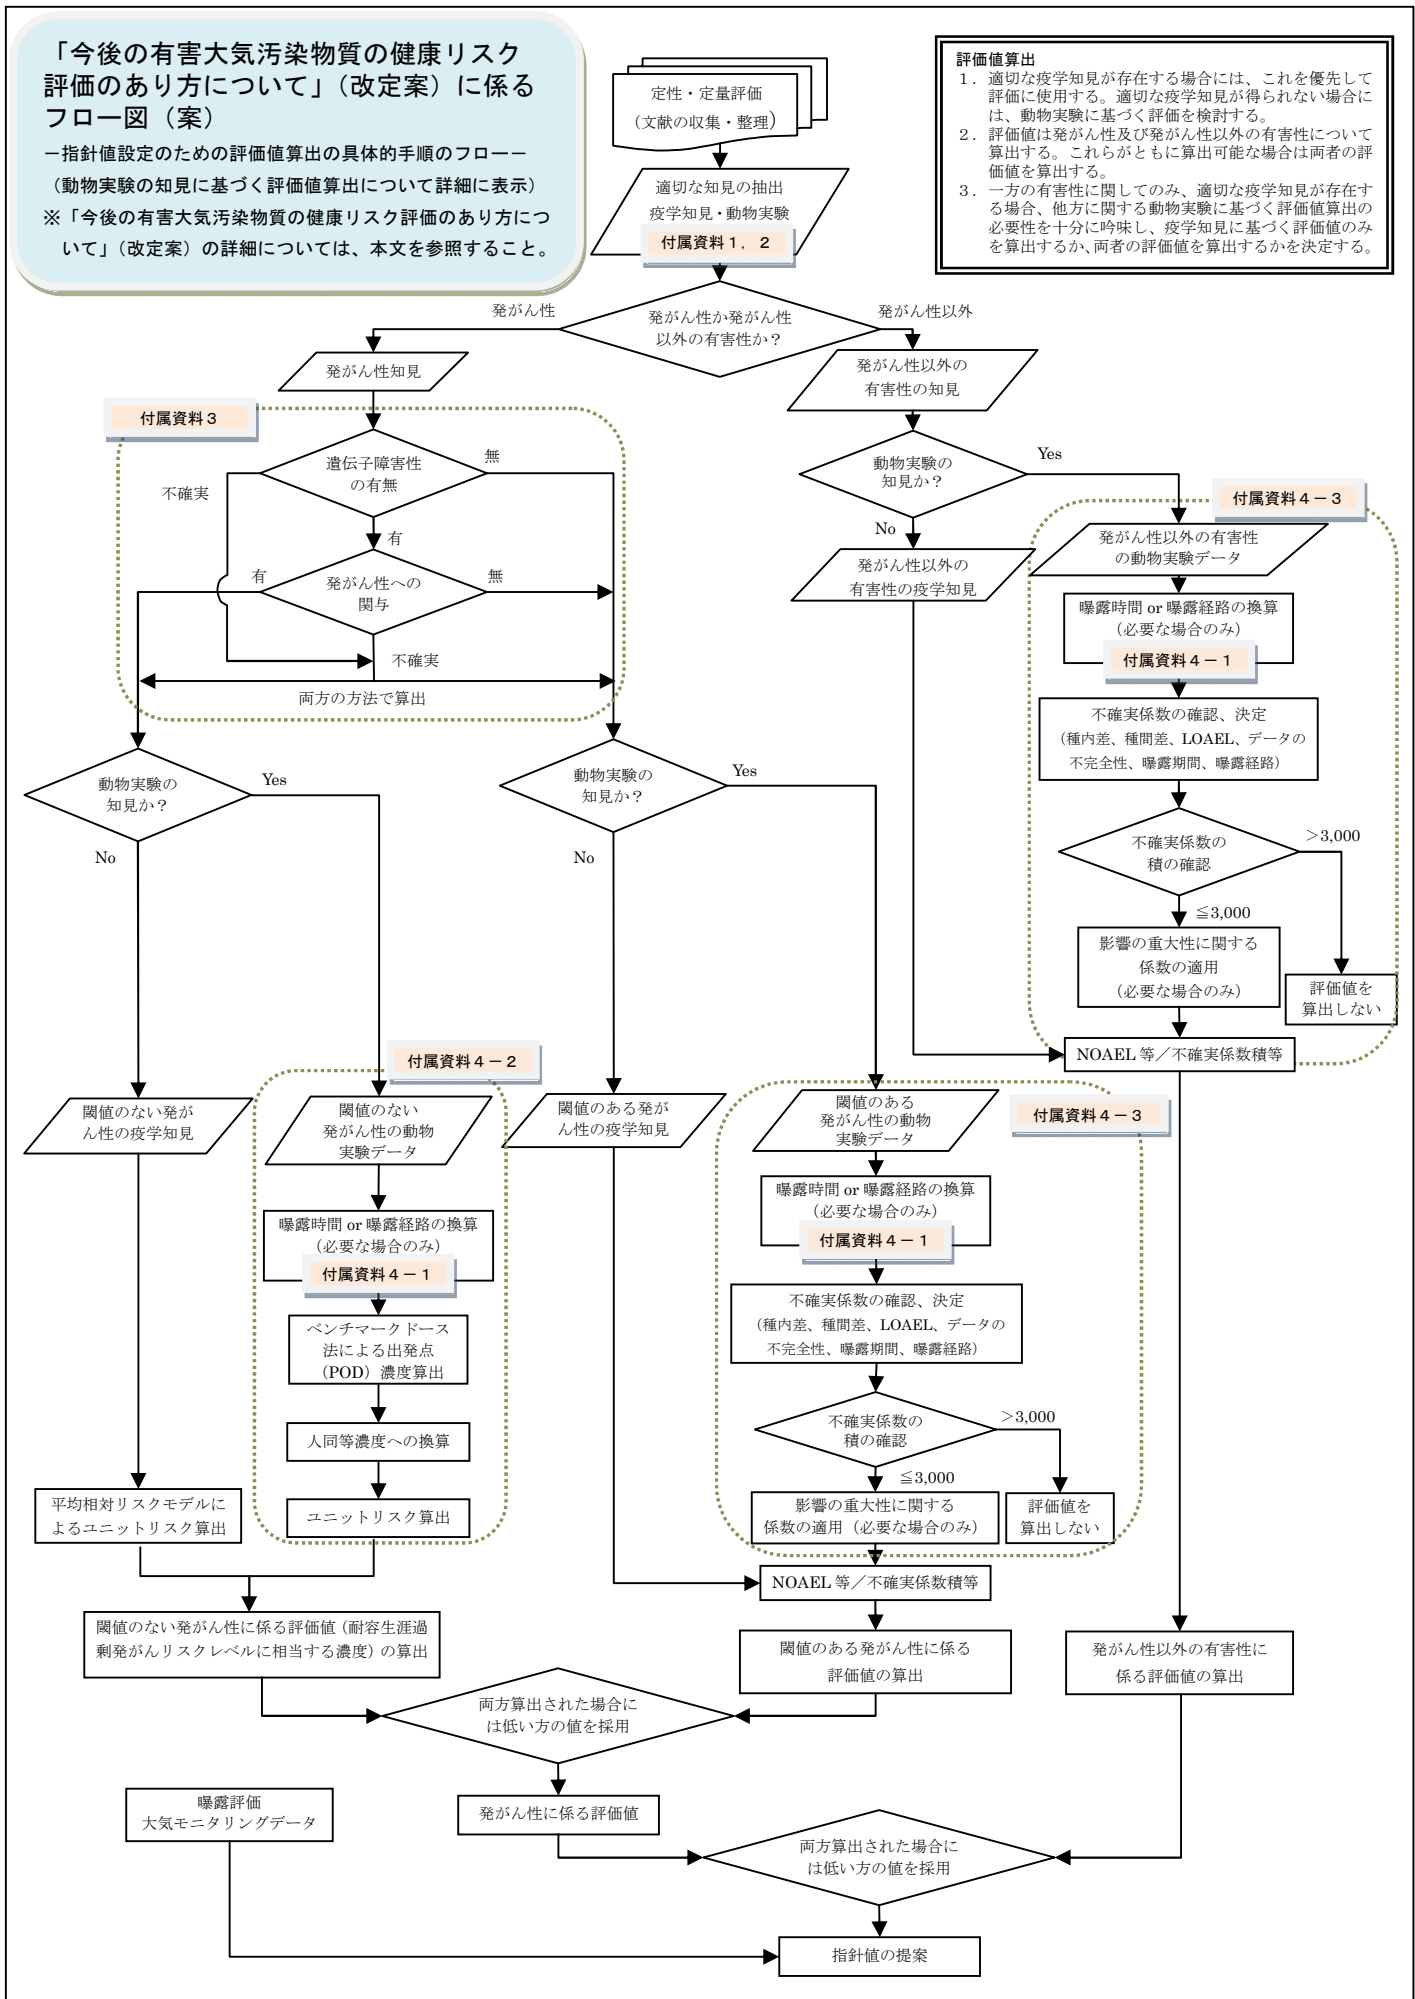 「今後の有害大気汚染物質の健康リスク
評価のあり方について」（改定案）に係る
フロー図（案）
－指針値設定のための評価値算出の具体的手順のフロー－
（動物実験の知見に基づく評価値算出について詳細に表示）
※「今後の有害大気汚染物質の健康リスク評価のあり方につ
いて」（改定案）の詳細については、本文を参照すること。
評価値算出
１．適切な疫学知見が存在する場合には、これを優先して
評価に使用する。適切な疫学知見が得られない場合に
は、動物実験に基づく評価を検討する。
２．評価値は発がん性及び発がん性以外の有害性について
算出する。これらがともに算出可能な場合は両者の評
価値を算出する。
３．一方の有害性に関してのみ、適切な疫学知見が存在す
る場合、他方に関する動物実験に基づく評価値算出の
必要性を十分に吟味し、疫学知見に基づく評価値のみ
を算出するか、両者の評価値を算出するかを決定する。
定性・定量評価
（文献の収集・整理）
適切な知見の抽出
疫学知見・動物実験
付属資料１，２
発がん性か発がん性
以外の有害性か？
発がん性
発がん性以外
発がん性知見
発がん性以外の
有害性の知見
付属資料３
遺伝子障害性
の有無
無
不確実
有
発がん性への
関与
有
無
不確実
両方の方法で算出
動物実験の
知見か？
Yes
No
発がん性以外の
有害性の疫学知見
付属資料４－３
発がん性以外の有害性
の動物実験データ
曝露時間 or 曝露経路の換算
（必要な場合のみ）
付属資料４－１
不確実係数の確認、決定
（種内差、種間差、LOAEL、データの
不完全性、曝露期間、曝露経路）
不確実係数の
積の確認
＞3,000
≦3,000
影響の重大性に関する
係数の適用
（必要な場合のみ）
評価値を
算出しない
NOAEL 等／不確実係数積等
動物実験の
知見か？
Yes
No
動物実験の
知見か？
Yes
No
閾値のない発が
ん性の疫学知見
付属資料４－２
閾値のない
発がん性の動物
実験データ
曝露時間 or 曝露経路の換算
（必要な場合のみ）
付属資料４－１
ベンチマークドース
法による出発点
（POD）濃度算出
人同等濃度への換算
ユニットリスク算出
平均相対リスクモデルに
よるユニットリスク算出
閾値のある発が
ん性の疫学知見
付属資料４－３
閾値のある
発がん性の動物
実験データ
曝露時間 or 曝露経路の換算
（必要な場合のみ）
付属資料４－１
不確実係数の確認、決定
（種内差、種間差、LOAEL、データの
不完全性、曝露期間、曝露経路）
不確実係数の
積の確認
＞3,000
≦3,000
影響の重大性に関する
係数の適用（必要な場合のみ）
評価値を
算出しない
NOAEL 等／不確実係数積等
閾値のない発がん性に係る評価値（耐容生涯過
剰発がんリスクレベルに相当する濃度）の算出
閾値のある発がん性に係る
評価値の算出
発がん性以外の有害性に
係る評価値の算出
両方算出された場合に
は低い方の値を採用
曝露評価
大気モニタリングデータ
発がん性に係る評価値
両方算出された場合に
は低い方の値を採用
指針値の提案